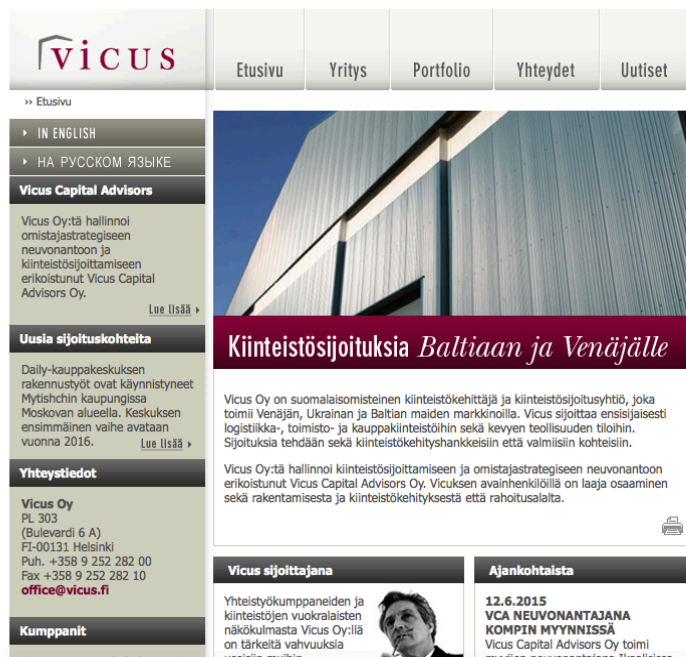 vicus
Etusivu
Yritys
Portfolio
Yhteydet
Uutiset
›› Etusivu
IN ENGLISH
НА РУССКОМ ЯЗЫКЕ
Vicus Capital Advisors
Vicus Oy:tä hallinnoi
omistajastrategiseen
neuvonantoon ja
kiinteistösijoittamiseen
erikoistunut Vicus Capital
Advisors Oy.
Lue lisää
Uusia sijoituskohteita
Daily-kauppakeskuksen
rakennustyöt ovat käynnistyneet
Mytishchin kaupungissa
Moskovan alueella. Keskuksen
ensimmäinen vaihe avataan
vuonna 2016.
Lue lisää
Yhteystiedot
Vicus Oy
PL 303
(Bulevardi 6 A)
FI-00131 Helsinki
Puh. +358 9 252 282 00
Fax +358 9 252 282 10
office@vicus.fi
Kumppanit
Kiinteistösijoituksia Baltiaan ja Venäjälle
Vicus Oy on suomalaisomisteinen kiinteistökehittäjä ja kiinteistösijoitusyhtiö, joka
toimii Venäjän, Ukrainan ja Baltian maiden markkinoilla. Vicus sijoittaa ensisijaisesti
logistiikka-, toimisto- ja kauppakiinteistöihin sekä kevyen teollisuuden tiloihin.
Sijoituksia tehdään sekä kiinteistökehityshankkeisiin että valmiisiin kohteisiin.
Vicus Oy:tä hallinnoi kiinteistösijoittamiseen ja omistajastrategiseen neuvonantoon
erikoistunut Vicus Capital Advisors Oy. Vicuksen avainhenkilöillä on laaja osaaminen
sekä rakentamisesta ja kiinteistökehityksestä että rahoitusalalta.
Vicus sijoittajana
Yhteistyökumppaneiden ja
kiinteistöjen vuokralaisten
näkökulmasta Vicus Oy:llä
on tärkeitä vahvuuksia
Ajankohtaista
12.6.2015
VCA NEUVONANTAJANA
KOMPIN MYYNNISSÄ
Vicus Capital Advisors Oy toimi